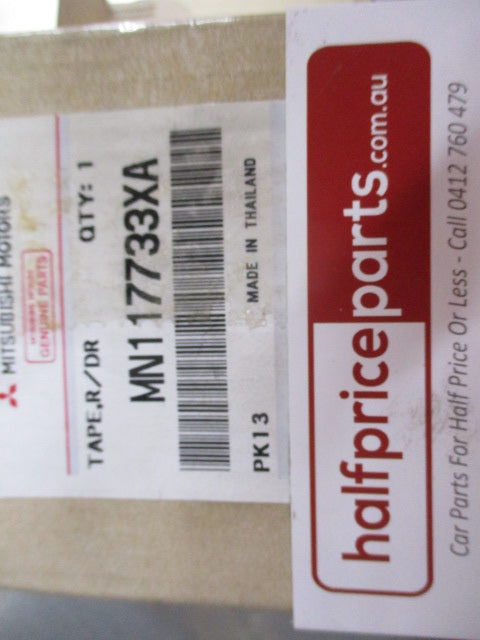 MITSUBISHI MOTORS
GENUINE PARTS
TAPE,R/DR QTY: 1
MN117733XA
PK13 MADE IN THAILAND
halfpriceparts.com.au
Car Parts For Half Price Or Less - Call 0412 760 479